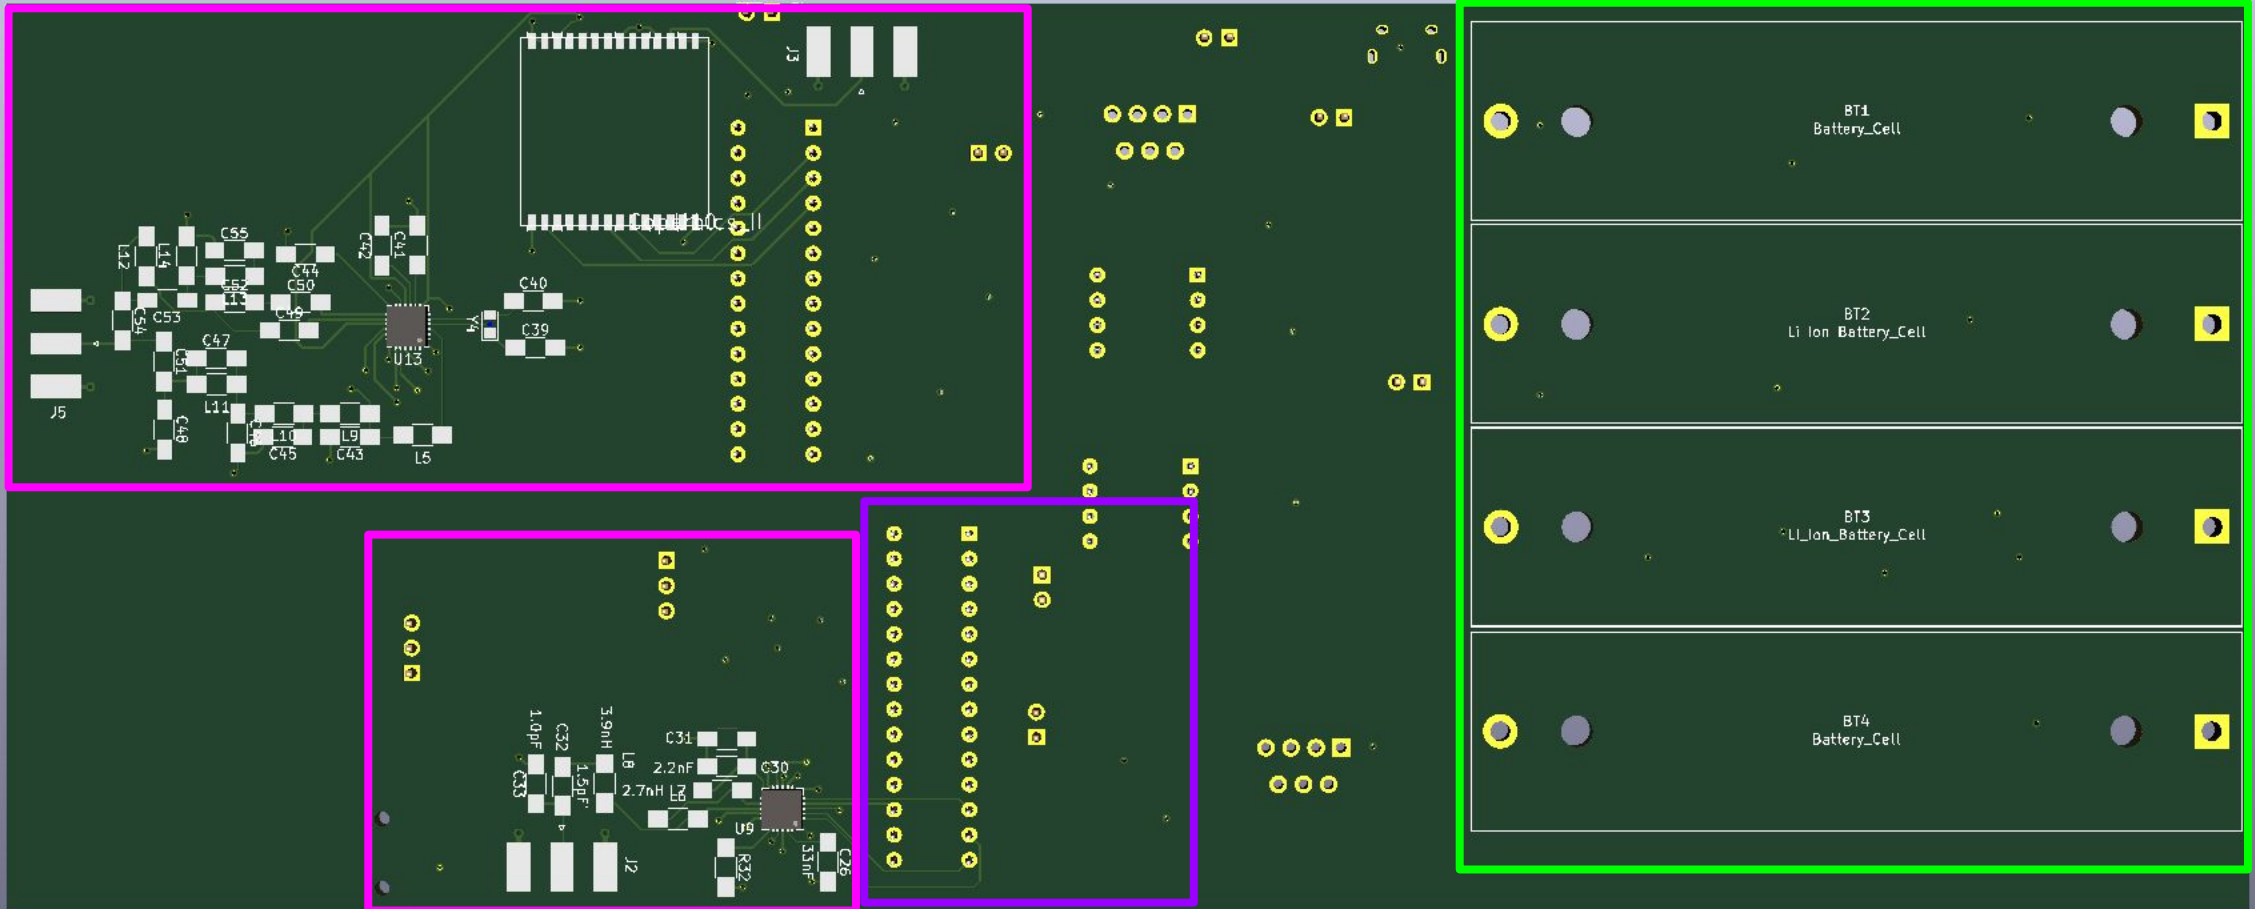 J3
BT1
Battery_Cell
BT2
Li Ion Battery_Cell
BT3
Li_Ion_Battery_Cell
BT4
Battery_Cell
L12
L14
C55
C44
C42
C41
C52
C50
L13
C53
C54
C49
C40
Y4
C39
U13
C47
C51
J5
L11
C48
L10
L9
C45
C43
L5
1.0pF
C32
3.9nH
C31
L8
2.2nF
C30
C33
1.5pF
2.7nH
L7
L6
U9
J2
R32
33nF
C26